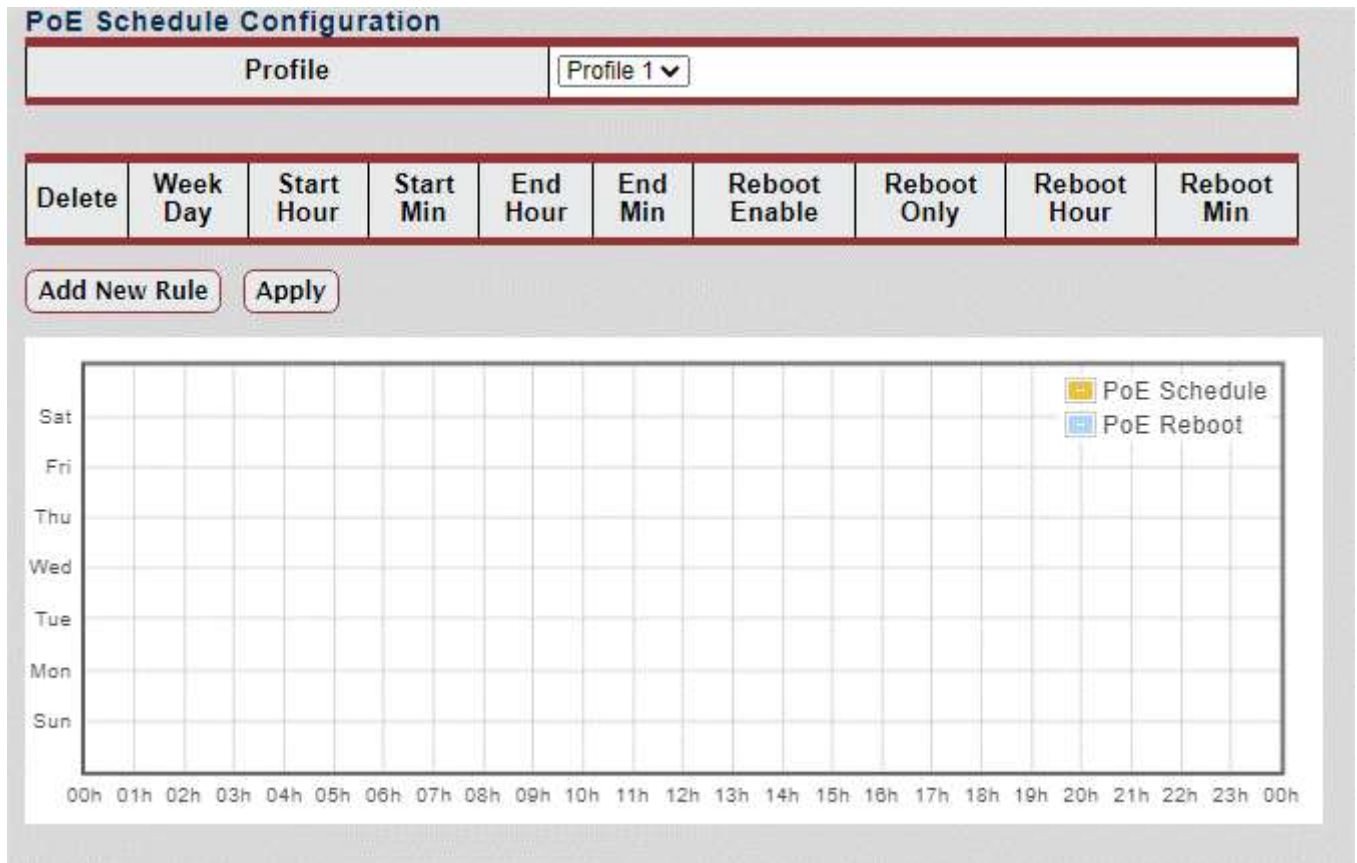 PoE Schedule Configuration
Profile Profile 1
Delete Week Day Start Hour Start Min End Hour End Min Reboot Enable Reboot Only Reboot Hour Reboot Min
Add New Rule Apply
PoE Schedule
PoE Reboot
Sat
Fri
Thu
Wed
Tue
Mon
Sun
00h 01h 02h 03h 04h 05h 06h 07h 08h 09h 10h 11h 12h 13h 14h 15h 16h 17h 18h 19h 20h 21h 22h 23h 00h